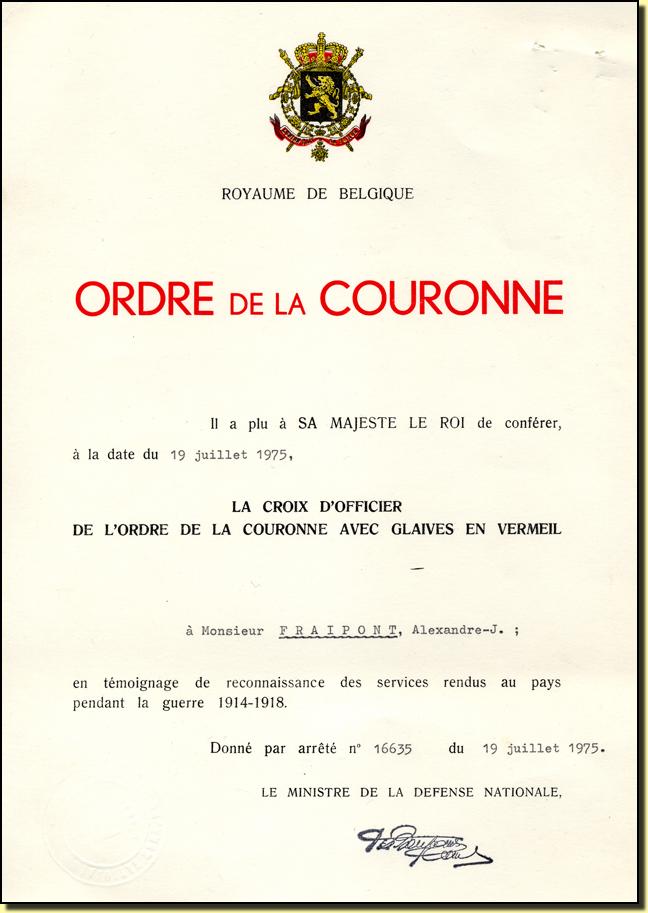 ROYAUME DE BELGIQUE
ORDRE DE LA COURONNE
Il a plu à SA MAJESTE LE ROI de conférer,
à la date du 19 juillet 1975,
LA CROIX D'OFFICIER
DE L'ORDRE DE LA COURONNE AVEC GLAIVES EN VERMEIL
à Monsieur FRAIPONT, Alexandre-J. ;
en témoignage de reconnaissance des services rendus au pays
pendant la guerre 1914-1918.
Donné par arrêté n° 16635 du 19 juillet 1975.
LE MINISTRE DE LA DEFENSE NATIONALE,